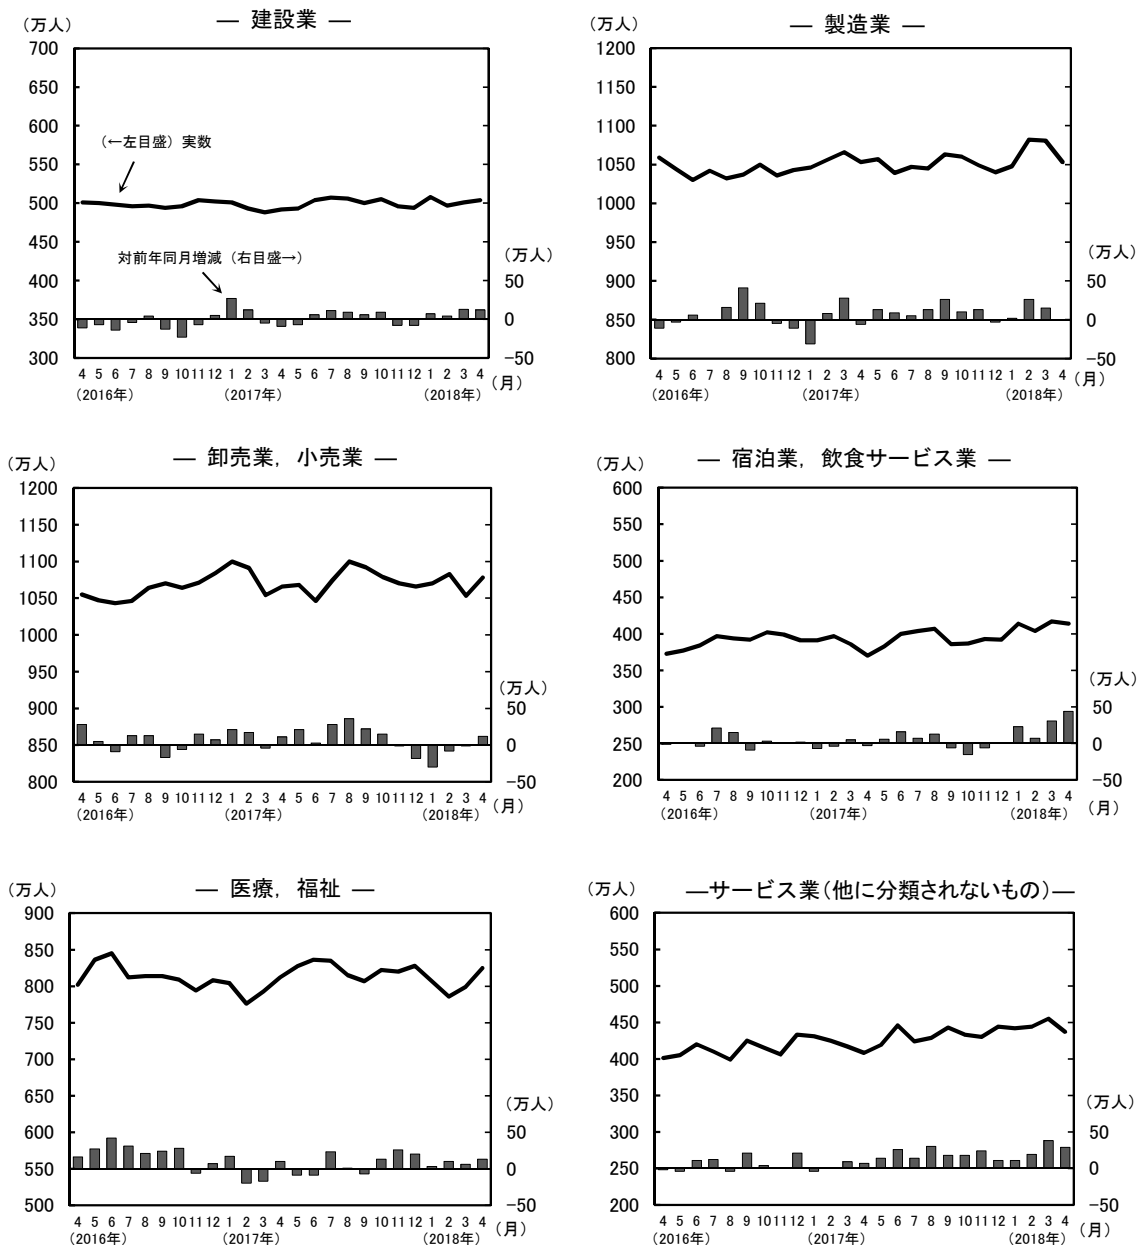 ― 建設業 ―
(万人)
700
650
600
550
500
450
400
350
300
(←左目盛) 実数
対前年同月増減 (右目盛→)
(万人)
50
0
-50
4 5 6 7 8 9 10 11 12 1 2 3 4 5 6 7 8 9 10 11 12 1 2 3 4 (月)
(2016年) (2017年) (2018年)
― 製造業 ―
(万人)
1200
1150
1100
1050
1000
950
900
850
800
(万人)
50
0
-50
4 5 6 7 8 9 10 11 12 1 2 3 4 5 6 7 8 9 10 11 12 1 2 3 4 (月)
(2016年) (2017年) (2018年)
― 卸売業, 小売業 ―
(万人)
1200
1150
1100
1050
1000
950
900
850
800
(万人)
50
0
-50
4 5 6 7 8 9 10 11 12 1 2 3 4 5 6 7 8 9 10 11 12 1 2 3 4 (月)
(2016年) (2017年) (2018年)
― 宿泊業, 飲食サービス業 ―
(万人)
600
550
500
450
400
350
300
250
200
(万人)
50
0
-50
4 5 6 7 8 9 10 11 12 1 2 3 4 5 6 7 8 9 10 11 12 1 2 3 4 (月)
(2016年) (2017年) (2018年)
― 医療, 福祉 ―
(万人)
900
850
800
750
700
650
600
550
500
(万人)
50
0
-50
4 5 6 7 8 9 10 11 12 1 2 3 4 5 6 7 8 9 10 11 12 1 2 3 4 (月)
(2016年) (2017年) (2018年)
―サービス業(他に分類されないもの)―
(万人)
600
550
500
450
400
350
300
250
200
(万人)
50
0
-50
4 5 6 7 8 9 10 11 12 1 2 3 4 5 6 7 8 9 10 11 12 1 2 3 4 (月)
(2016年) (2017年) (2018年)